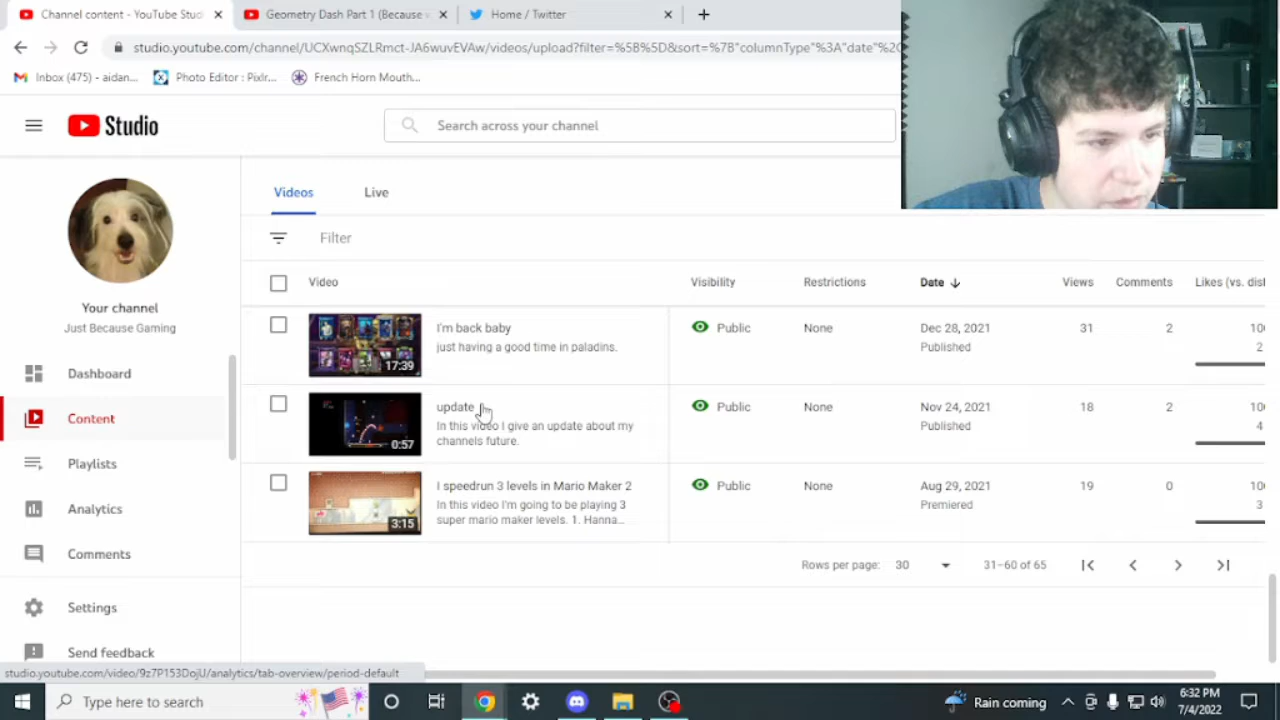 Channel content - YouTube Studi
Geometry Dash Part 1 (Because
Home / Twitter
studio.youtube.com/channel/UCXwnqSZLRmct-JA6wuvEVAw/videos/upload?filter=%5B%5D&sort=%7B"columnType"%3A"date"%2C
Inbox (475) - aidan...
Photo Editor : Pixlr...
French Horn Mouth...
Studio
Search across your channel
Videos
Live
Filter
Your channel
Just Because Gaming
Dashboard
Content
Playlists
Analytics
Comments
Settings
Send feedback
Video
Visibility
Restrictions
Date
Views
Comments
Likes (vs. dis
17:39
I'm back baby
just having a good time in paladins.
Public
None
Dec 28, 2021
Published
31
2
10
2
0:57
update
In this video I give an update about my
channels future.
Public
None
Nov 24, 2021
Published
18
2
10
4
3:15
I speedrun 3 levels in Mario Maker 2
In this video I'm going to be playing 3
super mario maker levels. 1. Hanna...
Public
None
Aug 29, 2021
Premiered
19
0
10
3
Rows per page:
30
31–60 of 65
studio.youtube.com/video/9z7P153DojU/analytics/tab-overview/period-default
Type here to search
Rain coming
6:32 PM
7/4/2022